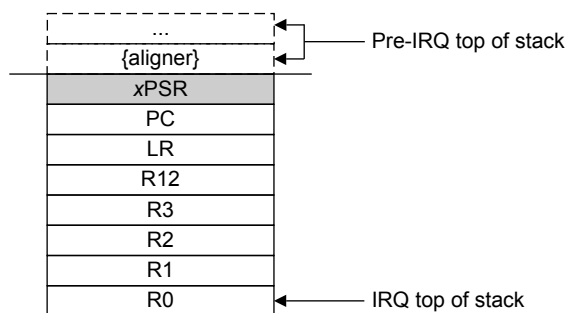 ...
Pre-IRQ top of stack
{aligner}
xPSR
PC
LR
R12
R3
R2
R1
R0
IRQ top of stack